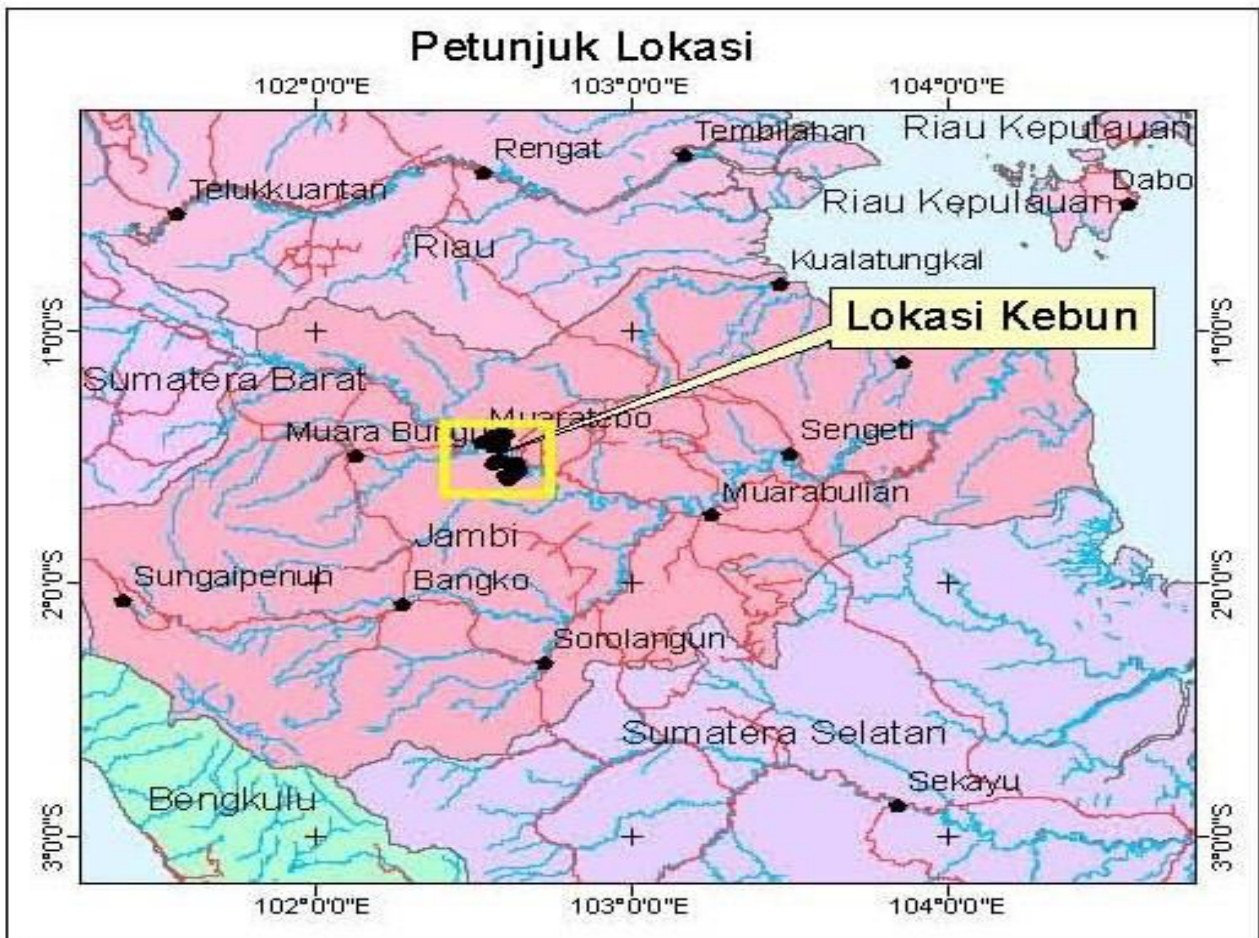 Petunjuk Lokasi
102°0'0"E 103°0'0"E 104°0'0"E
Tembilahan
Riau Kepulauan
Rengat
Telukkuantan
Dabo
Riau Kepulauan
Riau
Kualatungkal
1°0'0"S
1°0'0"S
Lokasi Kebun
Sumatera Barat
Muaratebo
Muara Bungo
Sengeti
Muarabulian
Jambi
Sungaipenuh
Bangko
2°0'0"S
2°0'0"S
Sorolangun
Sumatera Selatan
Sekayu
Bengkulu
3°0'0"S
3°0'0"S
102°0'0"E 103°0'0"E 104°0'0"E